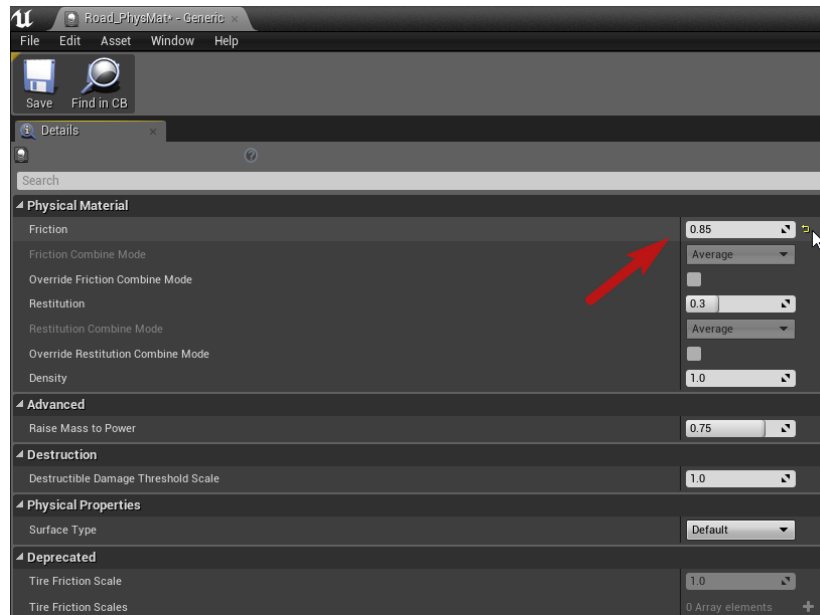 Road_PhysMat* - Generic
File Edit Asset Window Help
Save Find in CB
Details
Search
Physical Material
Friction 0.85
Friction Combine Mode Average
Override Friction Combine Mode
Restitution 0.3
Restitution Combine Mode Average
Override Restitution Combine Mode
Density 1.0
Advanced
Raise Mass to Power 0.75
Destruction
Destructible Damage Threshold Scale 1.0
Physical Properties
Surface Type Default
Deprecated
Tire Friction Scale 1.0
Tire Friction Scales 0 Array elements